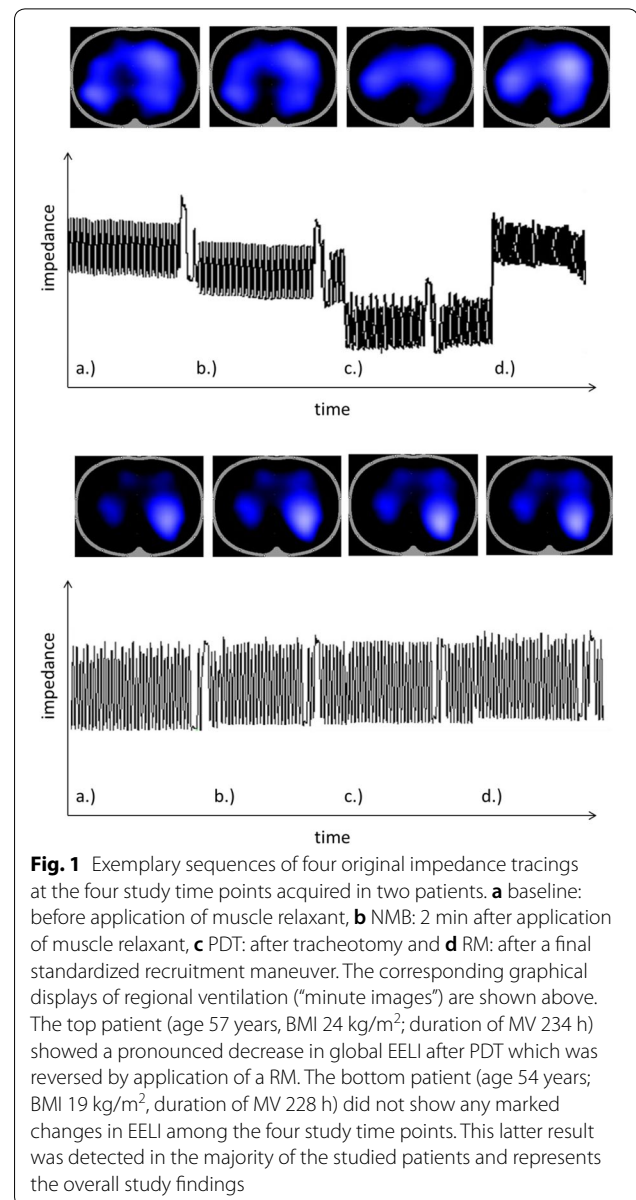 impedance
a.) b.) c.) d.)
time
impedance
a.) b.) c.) d.)
time
Fig. 1 Exemplary sequences of four original impedance tracings
at the four study time points acquired in two patients. a baseline:
before application of muscle relaxant, b NMB: 2 min after application
of muscle relaxant, c PDT: after tracheotomy and d RM: after a final
standardized recruitment maneuver. The corresponding graphical
displays of regional ventilation (“minute images”) are shown above.
The top patient (age 57 years, BMI 24 kg/m²; duration of MV 234 h)
showed a pronounced decrease in global EELI after PDT which was
reversed by application of a RM. The bottom patient (age 54 years;
BMI 19 kg/m², duration of MV 228 h) did not show any marked
changes in EELI among the four study time points. This latter result
was detected in the majority of the studied patients and represents
the overall study findings